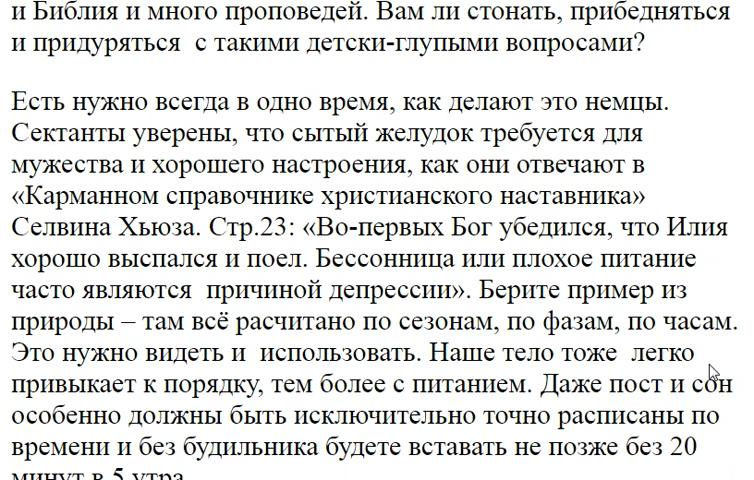 и Библия и много проповедей. Вам ли стонать, прибедняться
и придуряться  с такими детски-глупыми вопросами?
Есть нужно всегда в одно время, как делают это немцы.
Сектанты уверены, что сытый желудок требуется для
мужества и хорошего настроения, как они отвечают в
«Карманном справочнике христианского наставника»
Селвина Хьюза. Стр.23: «Во-первых Бог убедился, что Илия
хорошо выспался и поел. Бессонница или плохое питание
часто являются  причиной депрессии». Берите пример из
природы – там всё расчитано по сезонам, по фазам, по часам.
Это нужно видеть и  использовать. Наше тело тоже  легко
привыкает к порядку, тем более с питанием. Даже пост и сон
особенно должны быть исключительно точно расписаны по
времени и без будильника будете вставать не позже без 20
минут в 5 утра